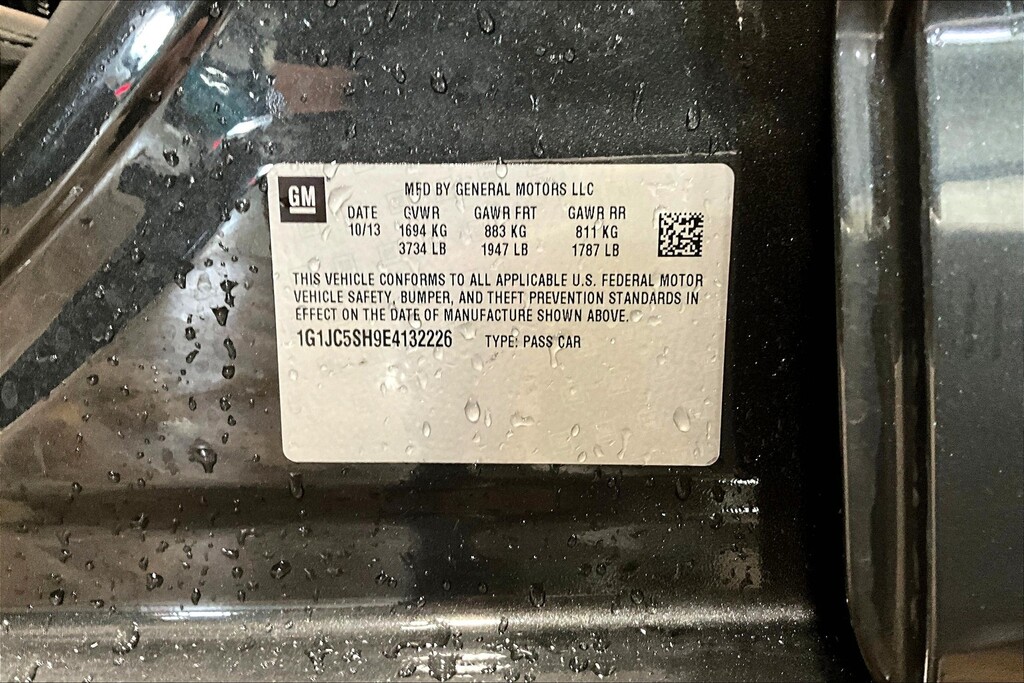 GM
MFD BY GENERAL MOTORS LLC
DATE GVWR GAWR FRT GAWR RR
10/13 1694 KG 883 KG 811 KG
3734 LB 1947 LB 1787 LB
THIS VEHICLE CONFORMS TO ALL APPLICABLE U.S. FEDERAL MOTOR
VEHICLE SAFETY, BUMPER, AND THEFT PREVENTION STANDARDS IN
EFFECT ON THE DATE OF MANUFACTURE SHOWN ABOVE.
1G1JC5SH9E4132226 TYPE: PASS CAR